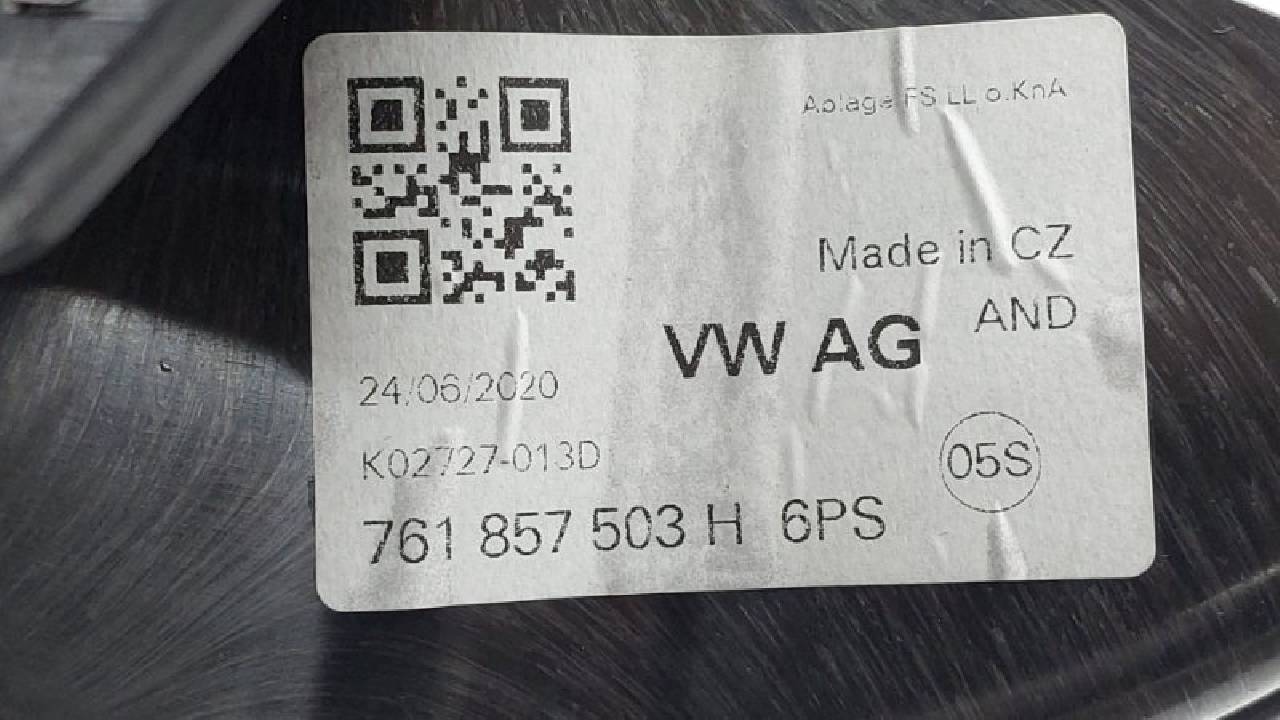 Ablage FS LL o.KnA
Made in CZ
AND
VW AG
24/06/2020
K02727-013D
05S
761 857 503 H 6PS